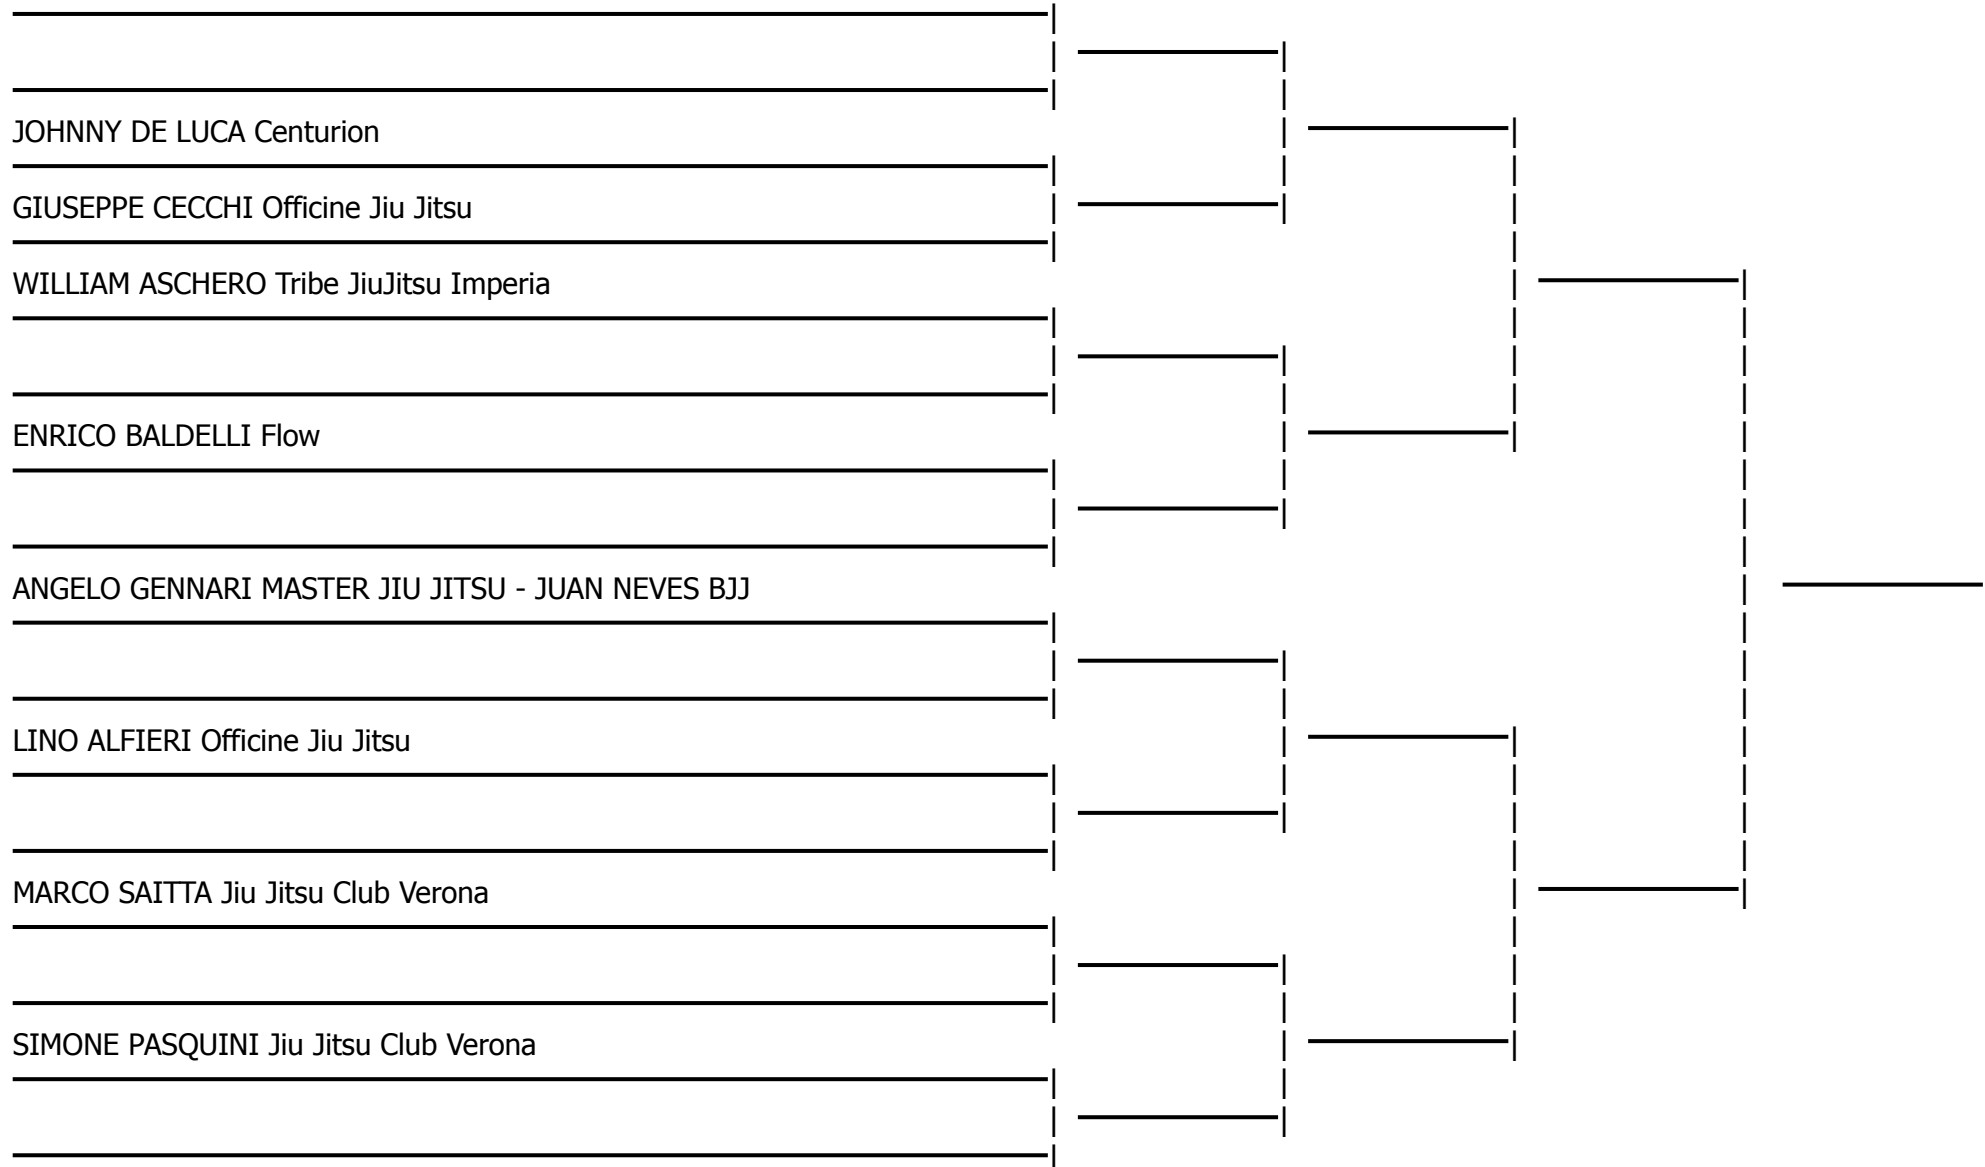 JOHNNY DE LUCA Centurion
GIUSEPPE CECCHI Officine Jiu Jitsu
WILLIAM ASCHERO Tribe JiuJitsu Imperia
ENRICO BALDELLI Flow
ANGELO GENNARI MASTER JIU JITSU - JUAN NEVES BJJ
LINO ALFIERI Officine Jiu Jitsu
MARCO SAITTA Jiu Jitsu Club Verona
SIMONE PASQUINI Jiu Jitsu Club Verona